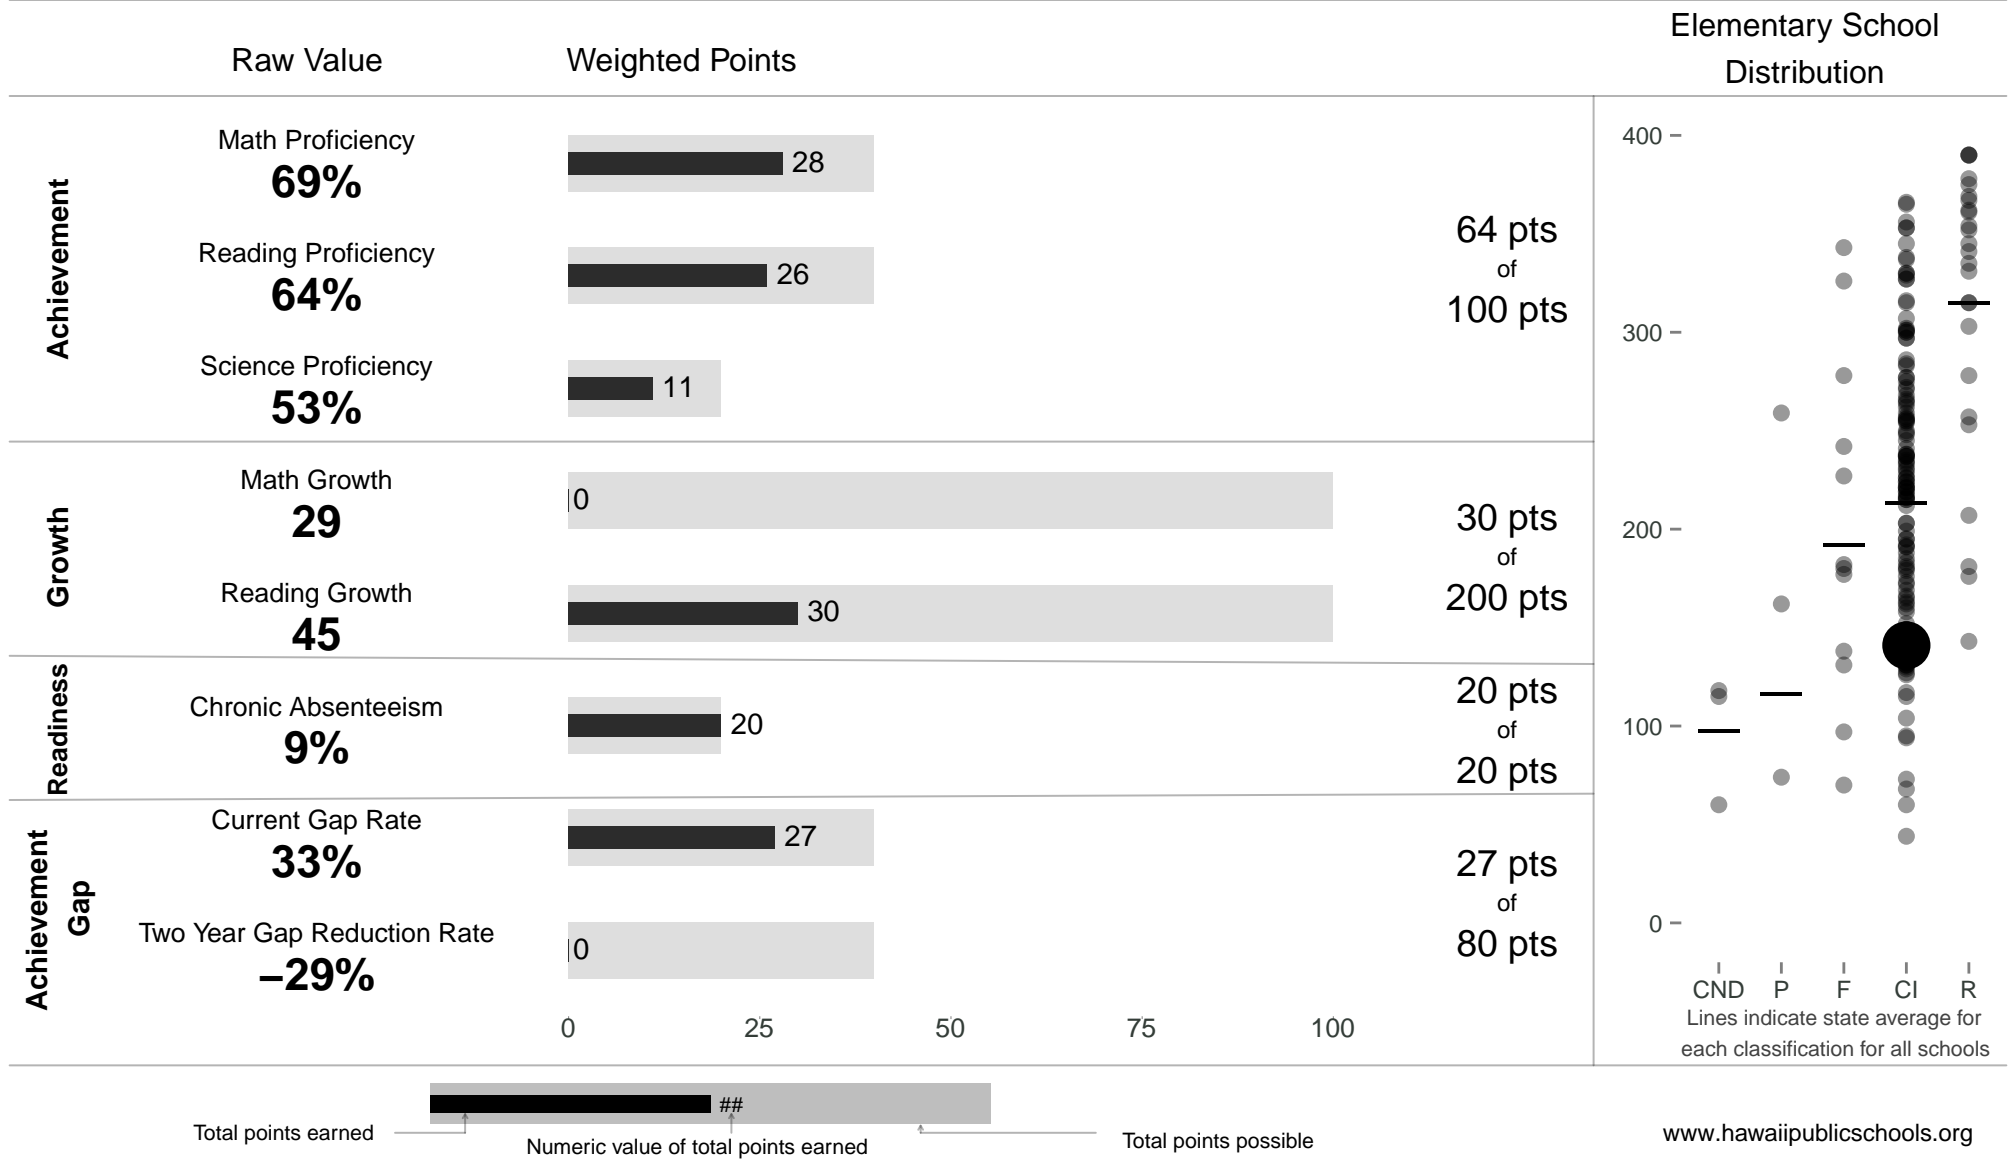 Raw Value
Weighted Points
Elementary School
Distribution
Achievement
Math Proficiency
69%
28
Reading Proficiency
64%
26
Science Proficiency
53%
11
64 pts
of
100 pts
Growth
Math Growth
29
0
Reading Growth
45
30
30 pts
of
200 pts
Readiness
Chronic Absenteeism
9%
20
20 pts
of
20 pts
Achievement
Gap
Current Gap Rate
33%
27
Two Year Gap Reduction Rate
−29%
0
27 pts
of
80 pts
0 25 50 75 100
400
300
200
100
0
CND P F CI R
Lines indicate state average for
each classification for all schools
##
Total points earned
Numeric value of total points earned
Total points possible
www.hawaiipublicschools.org